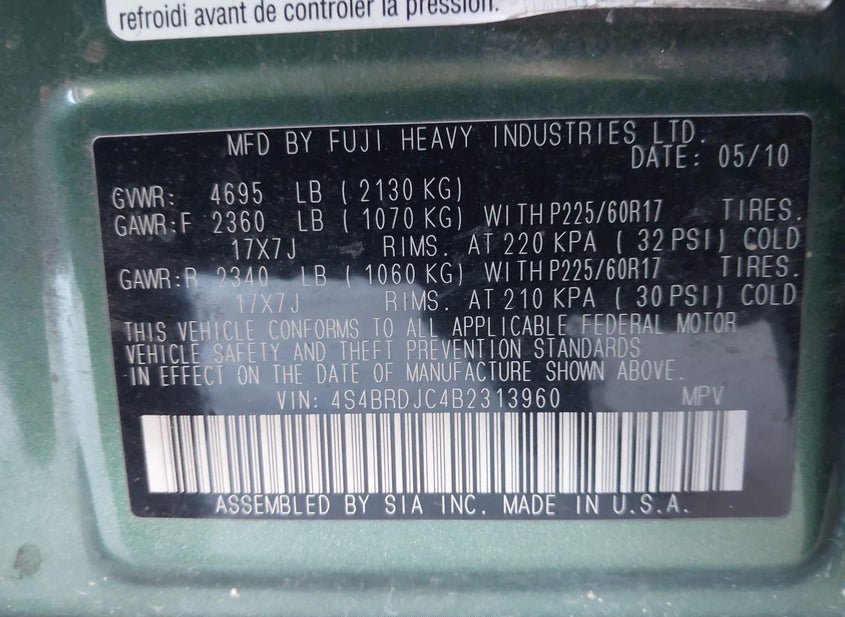 refroidi avant de contrôler la pression.
MFD BY FUJI HEAVY INDUSTRIES LTD.
DATE: 05/10
GVWR: 4695 LB ( 2130 KG)
GAWR:F 2360 LB ( 1070 KG) WITH P225/60R17 TIRES.
17X7J RIMS. AT 220 KPA ( 32 PSI) COLD
GAWR:R 2340 LB ( 1060 KG) WITH P225/60R17 TIRES.
17X7J RIMS. AT 210 KPA ( 30 PSI) COLD
THIS VEHICLE CONFORMS TO ALL APPLICABLE FEDERAL MOTOR
VEHICLE SAFETY AND THEFT PREVENTION STANDARDS
IN EFFECT ON THE DATE OF MANUFACTURE SHOWN ABOVE.
VIN: 4S4BRDJC4B2313960 MPV
ASSEMBLED BY SIA INC. MADE IN U.S.A.